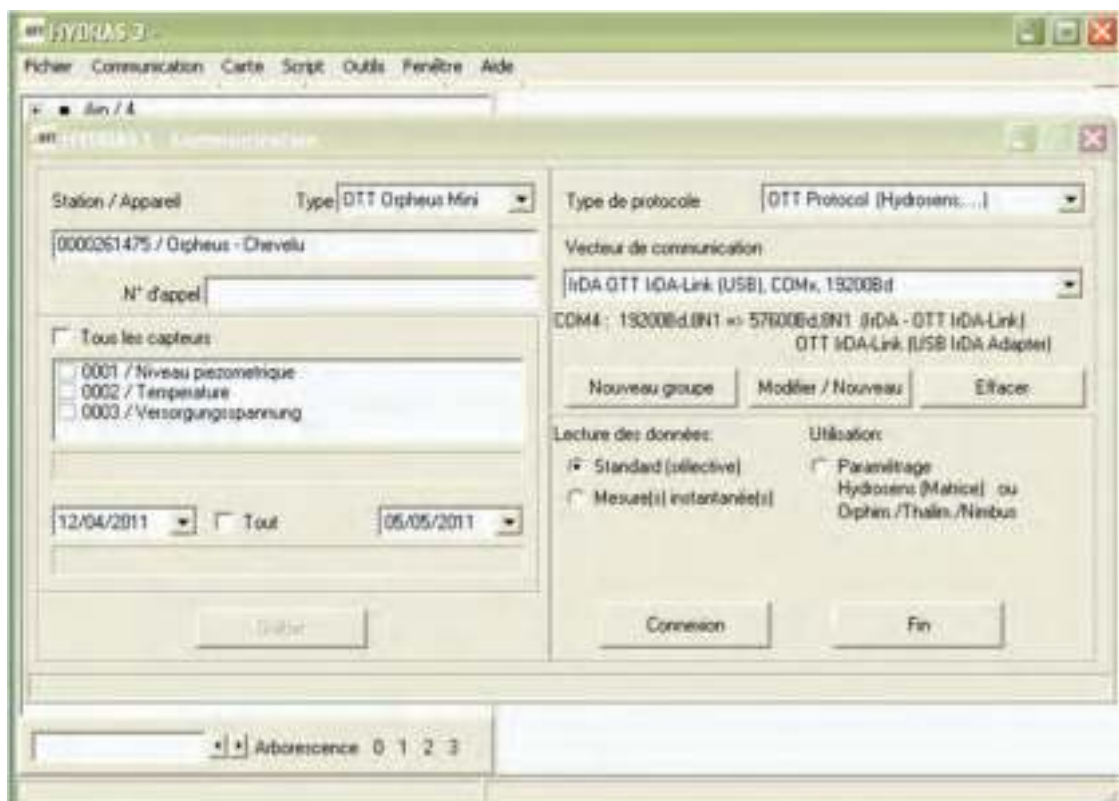 HYDRAS 3 -
Fichier Communication Carte Script Outils Fenêtre Aide
Ain / 4
Communication
Station / Appareil Type OTT Orpheus Mini
0000261475 / Orpheus - Chevelu
N° d'appel
Tous les capteurs
0001 / Niveau piezometrique
0002 / Temperature
0003 / Versorgungsspannung
12/04/2011 Tout 05/05/2011
Type de protocole OTT Protocol (Hydrosens,...)
Vecteur de communication
IrDA OTT IrDA-Link (USB), COMx, 19200Bd
COM4 : 19200Bd,8N1 => 57600Bd,8N1 (IrDA - OTT IrDA-Link)
OTT IrDA-Link (USB IrDA Adapter)
Nouveau groupe Modifier / Nouveau Effacer
Lecture des données: Utilisation:
Standard (sélective) Paramétrage
Mesure(s) instantanée(s) Hydrosens (Matrice) ou
Orphim./Thalim./Nimbus
Connexion Fin
Arborescence 0 1 2 3